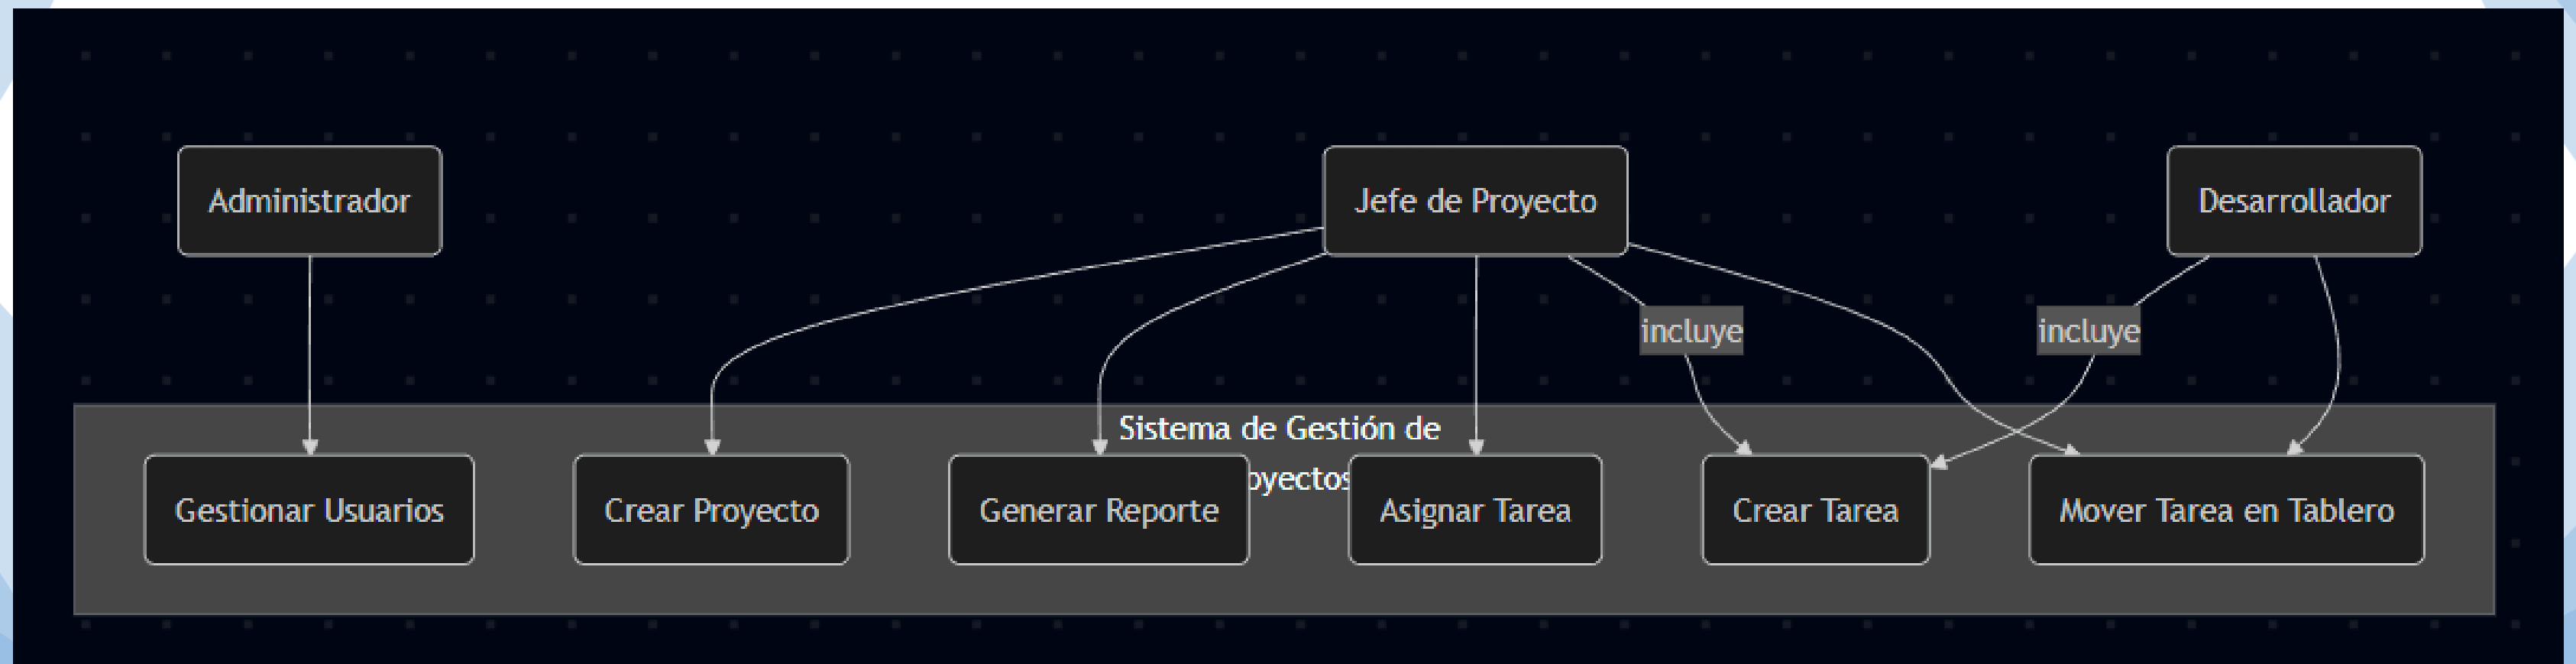 Administrador
Jefe de Proyecto
Desarrollador
incluye
incluye
Sistema de Gestión de
oyectos
Gestionar Usuarios
Crear Proyecto
Generar Reporte
Asignar Tarea
Crear Tarea
Mover Tarea en Tablero